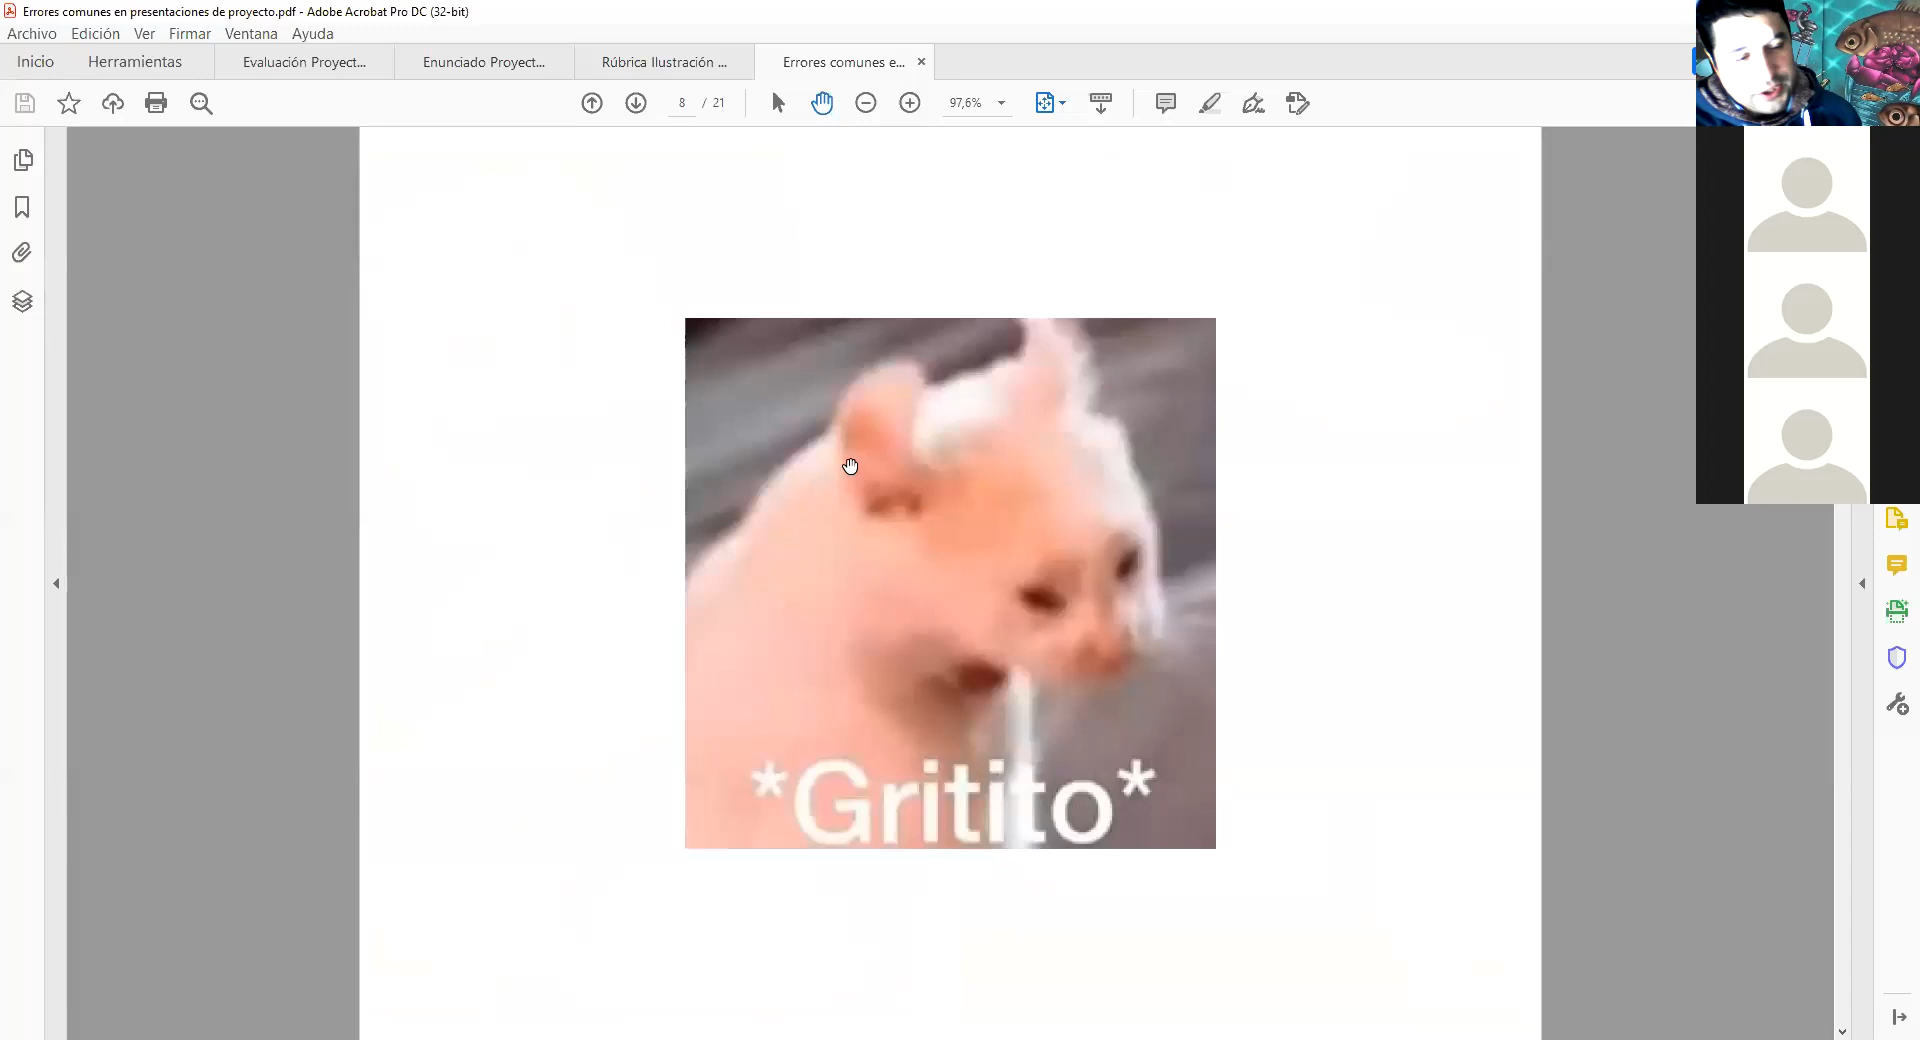 Errores comunes en presentaciones de proyecto.pdf - Adobe Acrobat Pro DC (32-bit)
Archivo Edición Ver Firmar Ventana Ayuda
Inicio Herramientas Evaluación Proyect... Enunciado Proyect... Rúbrica Ilustración ... Errores comunes e...
8 / 21 97,6%
*Gritito*